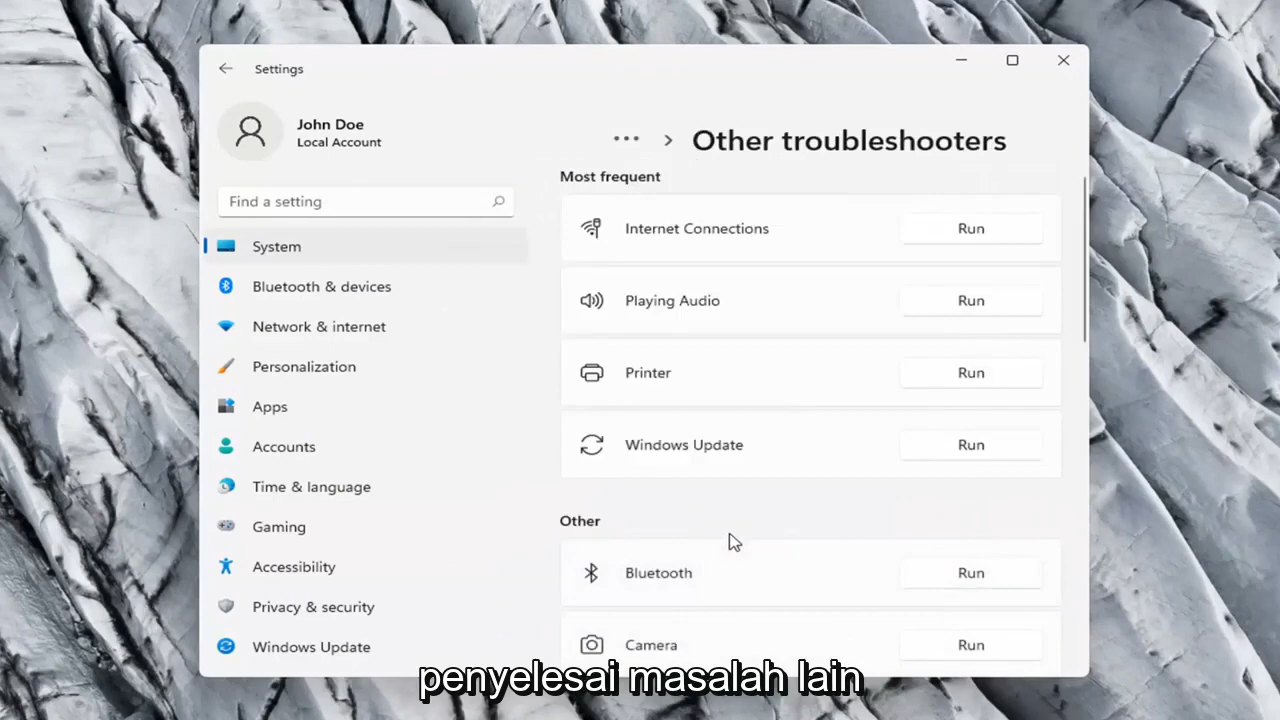 Settings
John Doe
Local Account
Find a setting
System
Bluetooth & devices
Network & internet
Personalization
Apps
Accounts
Time & language
Gaming
Accessibility
Privacy & security
Windows Update
... > Other troubleshooters
Most frequent
Internet Connections Run
Playing Audio Run
Printer Run
Windows Update Run
Other
Bluetooth Run
Camera Run
penyelesai masalah lain